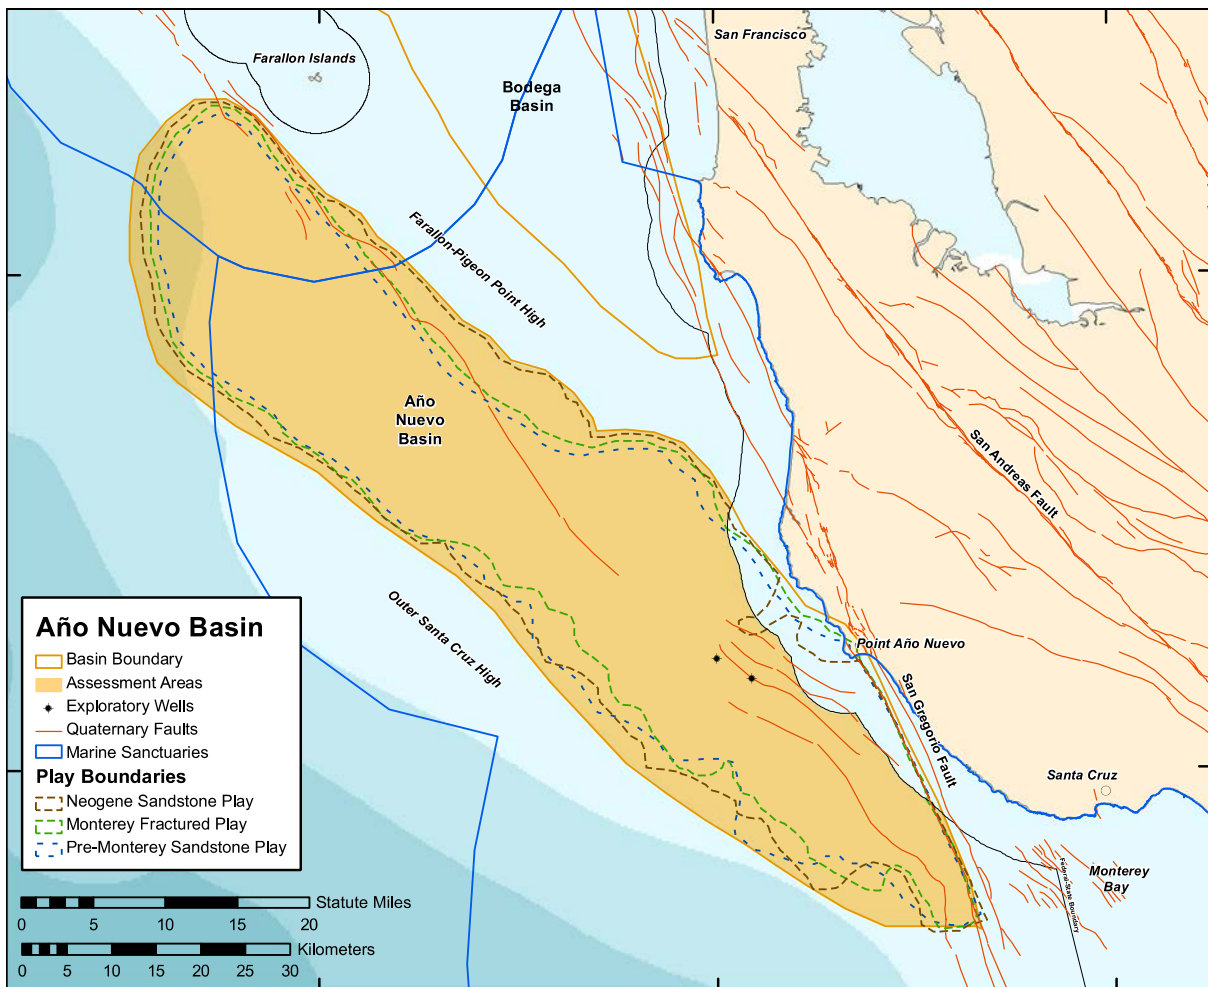 San Francisco
Farallon Islands
Bodega
Basin
Farallon-Pigeon Point High
Año
Nuevo
Basin
San Andreas Fault
Outer Santa Cruz High
Point Año Nuevo
San Gregorio Fault
Santa Cruz
Monterey
Bay
Federal-State Boundary
Año Nuevo Basin
Basin Boundary
Assessment Areas
Exploratory Wells
Quaternary Faults
Marine Sanctuaries
Play Boundaries
Neogene Sandstone Play
Monterey Fractured Play
Pre-Monterey Sandstone Play
Statute Miles
0 5 10 15 20
Kilometers
0 5 10 15 20 25 30